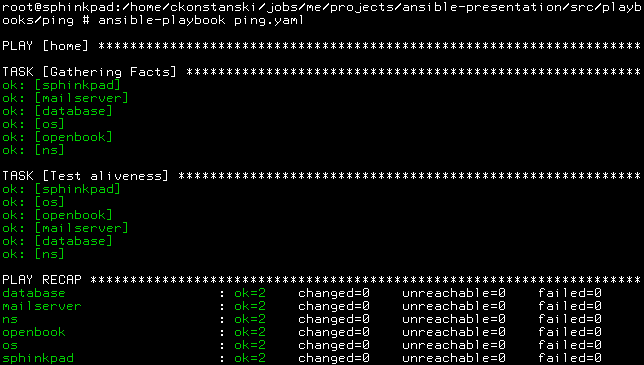 root@sphinkpad:/home/ckonstanski/jobs/me/projects/ansible-presentation/src/playb
ooks/ping # ansible-playbook ping.yaml
PLAY [home] ********************************************************************
TASK [Gathering Facts] *********************************************************
ok: [sphinkpad]
ok: [mailserver]
ok: [database]
ok: [os]
ok: [openbook]
ok: [ns]
TASK [Test aliveness] **********************************************************
ok: [sphinkpad]
ok: [os]
ok: [openbook]
ok: [mailserver]
ok: [database]
ok: [ns]
PLAY RECAP *********************************************************************
database                   : ok=2    changed=0    unreachable=0    failed=0
mailserver                 : ok=2    changed=0    unreachable=0    failed=0
ns                         : ok=2    changed=0    unreachable=0    failed=0
openbook                   : ok=2    changed=0    unreachable=0    failed=0
os                         : ok=2    changed=0    unreachable=0    failed=0
sphinkpad                  : ok=2    changed=0    unreachable=0    failed=0